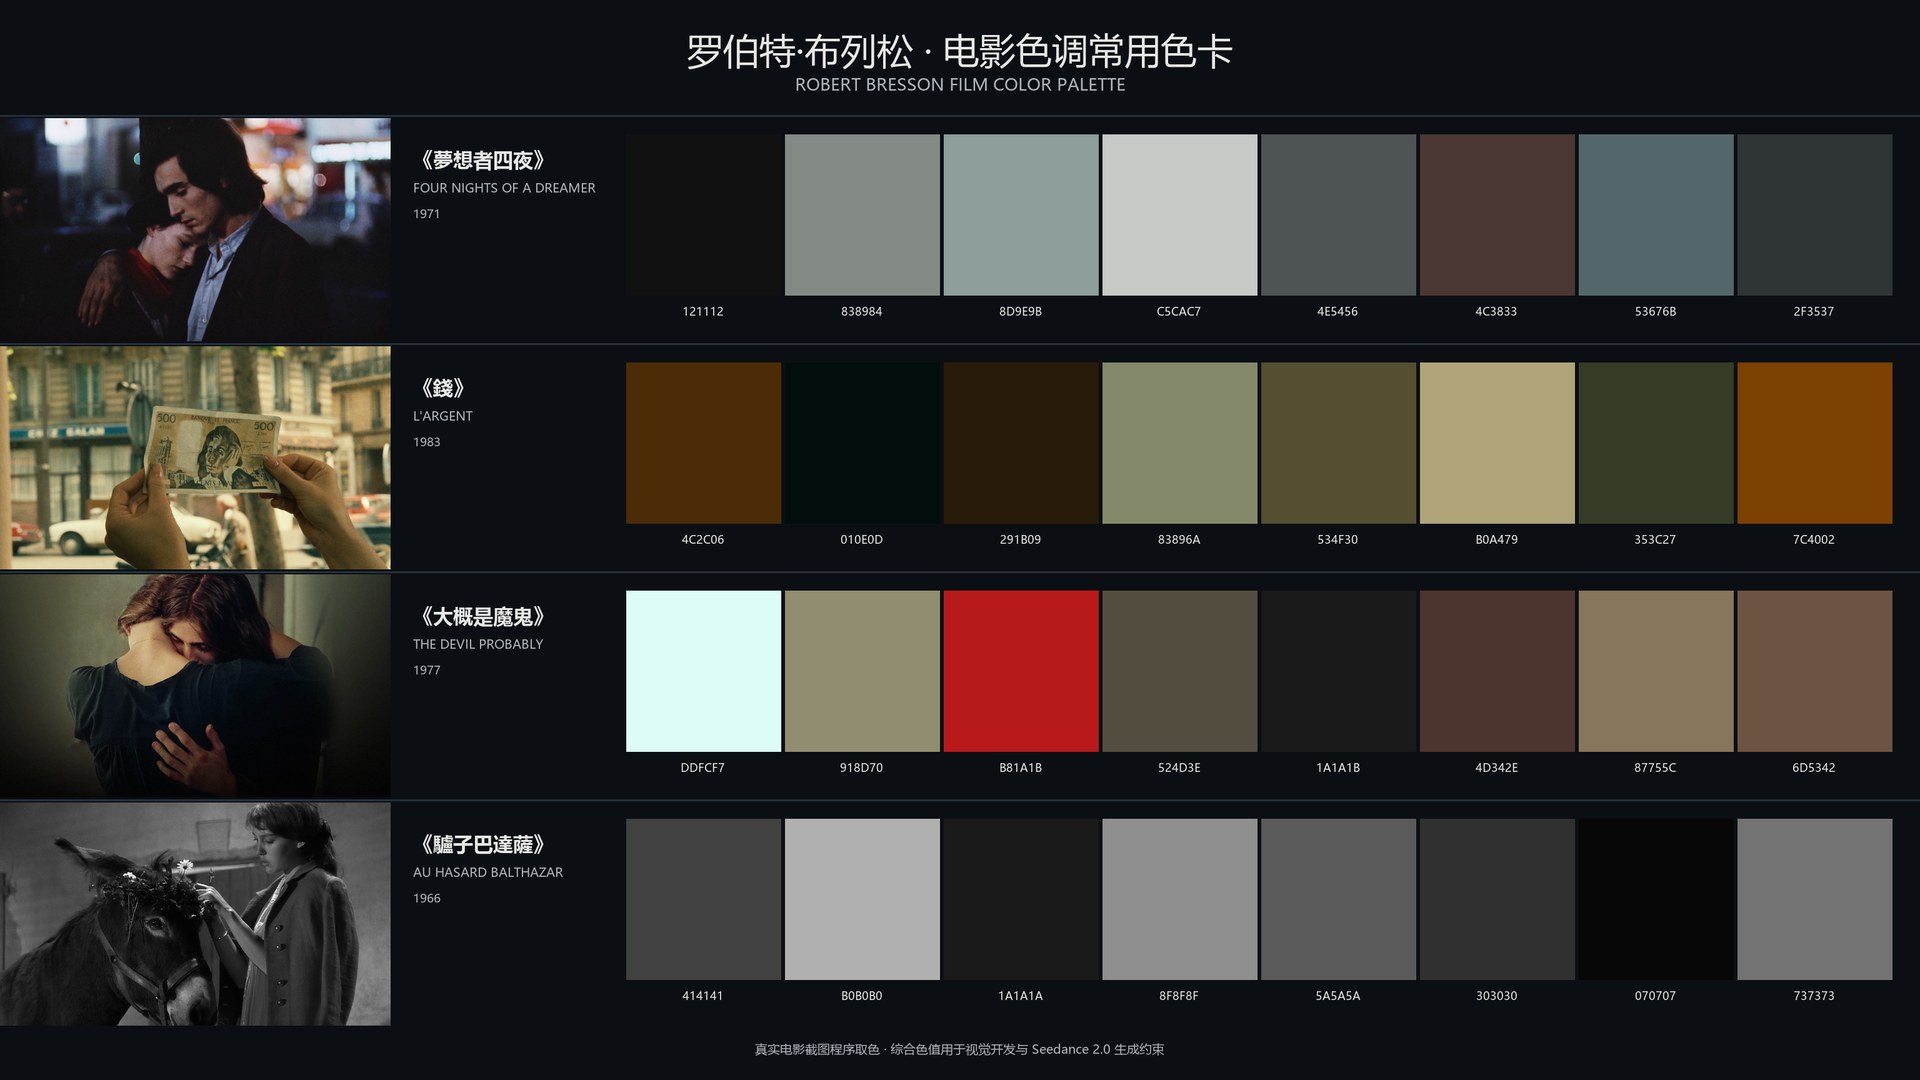 罗伯特·布列松 · 电影色调常用色卡
ROBERT BRESSON FILM COLOR PALETTE
《夢想者四夜》
FOUR NIGHTS OF A DREAMER
1971
121112 838984 8D9E9B C5CAC7 4E5456 4C3833 53676B 2F3537
500 500
《錢》
L'ARGENT
1983
4C2C06 010E0D 291B09 83896A 534F30 B0A479 353C27 7C4002
《大概是魔鬼》
THE DEVIL PROBABLY
1977
DDFCF7 918D70 B81A1B 524D3E 1A1A1B 4D342E 87755C 6D5342
《驢子巴達薩》
AU HASARD BALTHAZAR
1966
414141 B0B0B0 1A1A1A 8F8F8F 5A5A5A 303030 070707 737373
真实电影截图程序取色 · 综合色值用于视觉开发与 Seedance 2.0 生成约束